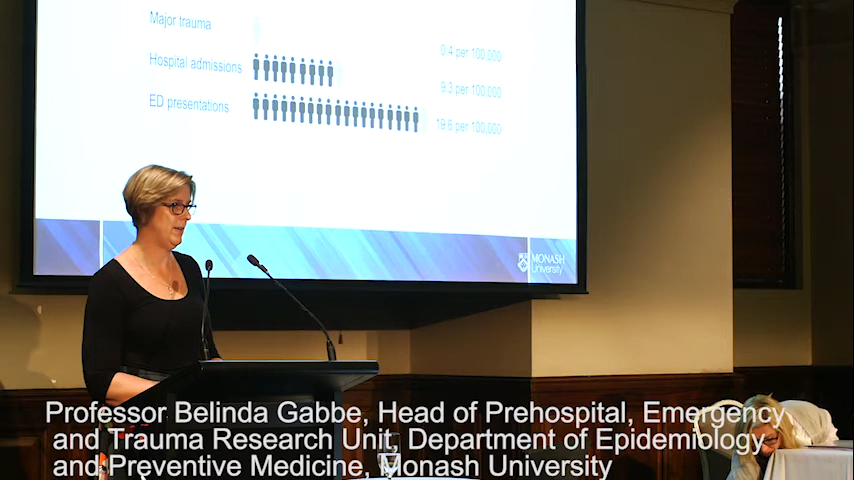 Major trauma
0.4 per 100,000
Hospital admissions
9.3 per 100,000
ED presentations
19.6 per 100,000
MONASH
University
Professor Belinda Gabbe, Head of Prehospital, Emergency
and Trauma Research Unit, Department of Epidemiology
and Preventive Medicine, Monash University